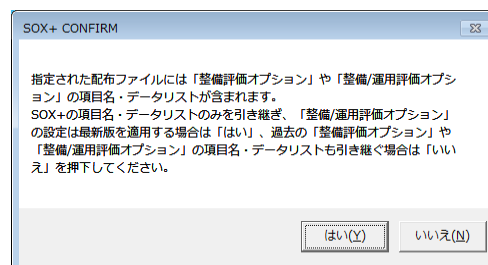 SOX+ CONFIRM
指定された配布ファイルには「整備評価オプション」や「整備/運用評価オプシ
ョン」の項目名・データリストが含まれます。
SOX+の項目名・データリストのみを引き継ぎ、「整備/運用評価オプション」
の設定は最新版を適用する場合は「はい」、過去の「整備評価オプション」や
「整備/運用評価オプション」の項目名・データリストも引き継ぐ場合は「いい
え」を押下してください。
はい(Y)
いいえ(N)